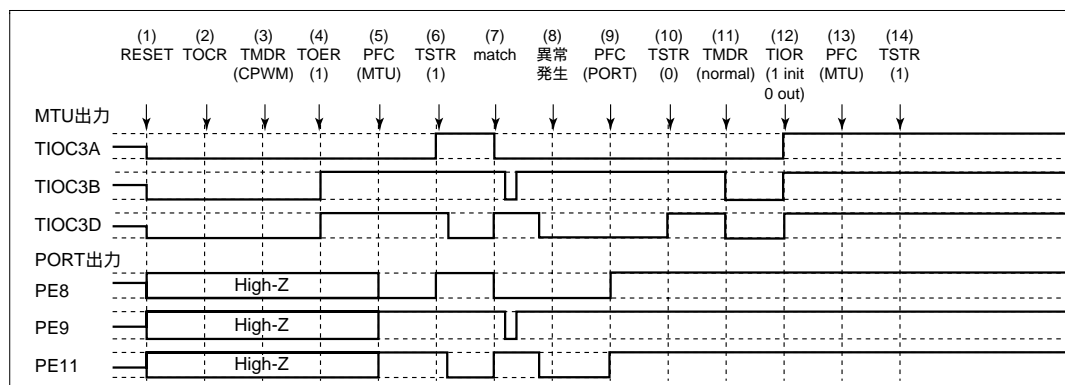 (1) (2) (3) (4) (5) (6) (7) (8) (9) (10) (11) (12) (13) (14)
RESET TOCR TMDR TOER PFC TSTR match 異常 PFC TSTR TMDR TIOR PFC TSTR
(CPWM) (1) (MTU) (1) 発生 (PORT) (0) (normal) (1 init (MTU) (1)
0 out)
MTU出力
TIOC3A
TIOC3B
TIOC3D
PORT出力
PE8 High-Z
PE9 High-Z
PE11 High-Z